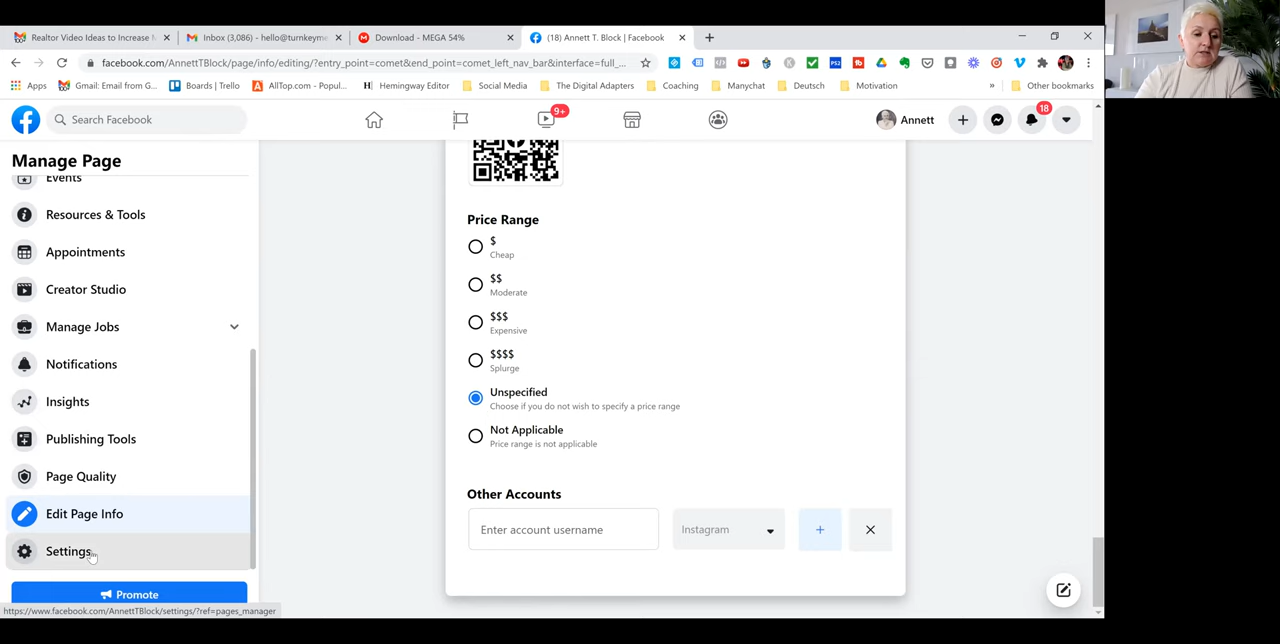 Realtor Video Ideas to Increase
Inbox (3,086) - hello@turnkeyme
Download - MEGA 54%
(18) Annett T. Block | Facebook
facebook.com/AnnettTBlock/page/info/editing/?entry_point=comet&end_point=comet_left_nav_bar&interface=full_...
Apps
Gmail: Email from G...
Boards | Trello
AllTop.com - Popul...
Hemingway Editor
Social Media
The Digital Adapters
Coaching
Manychat
Deutsch
Motivation
»
Other bookmarks
Search Facebook
9+
Annett
18
Manage Page
Events
Resources & Tools
Appointments
Creator Studio
Manage Jobs
Notifications
Insights
Publishing Tools
Page Quality
Edit Page Info
Settings
Promote
https://www.facebook.com/AnnettTBlock/settings/?ref=pages_manager
Price Range
$
Cheap
$$
Moderate
$$$
Expensive
$$$$
Splurge
Unspecified
Choose if you do not wish to specify a price range
Not Applicable
Price range is not applicable
Other Accounts
Enter account username
Instagram